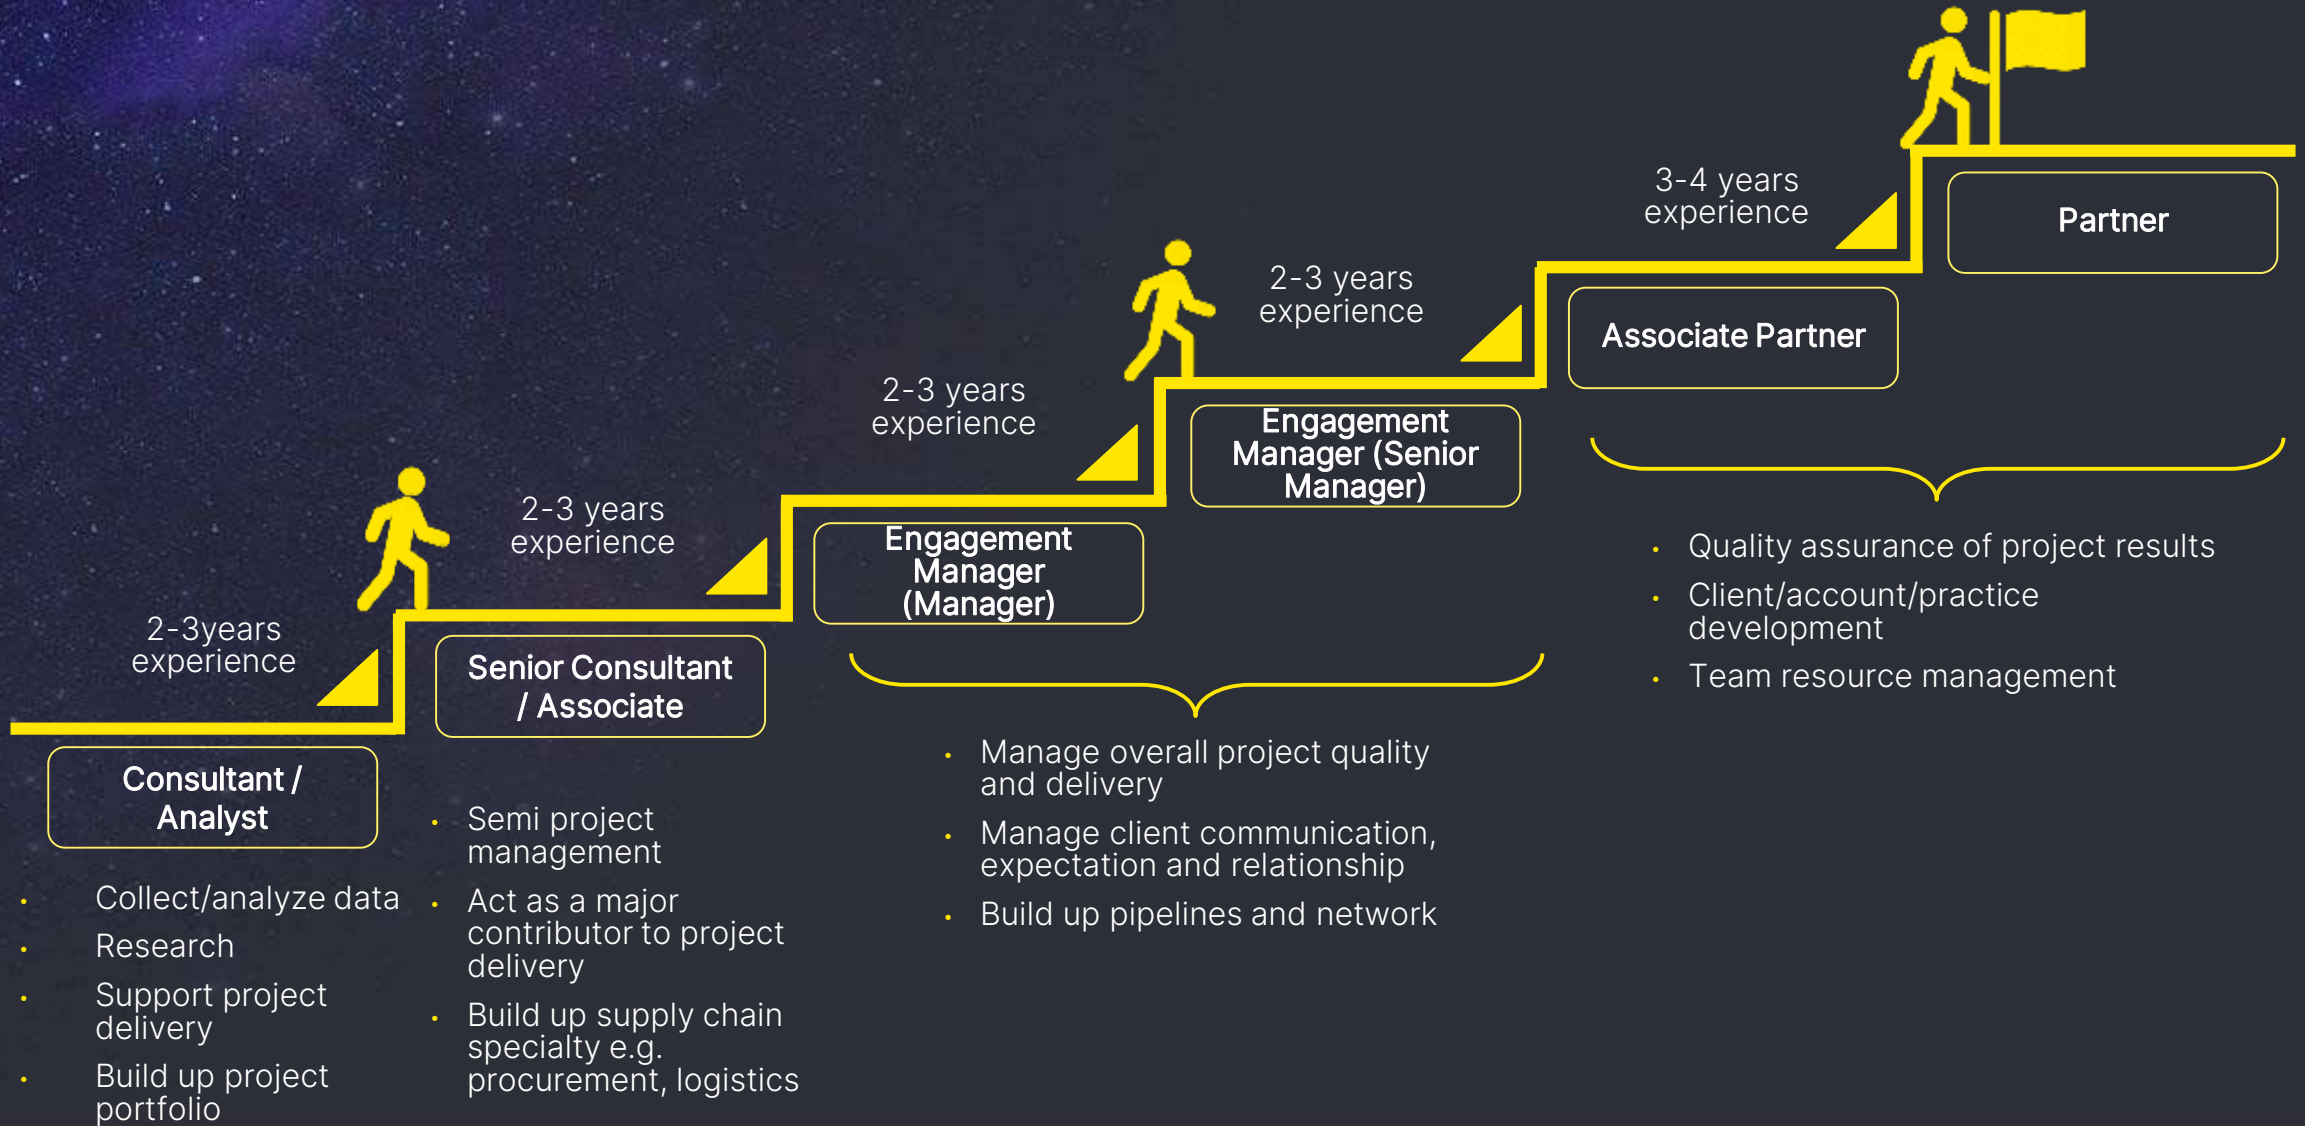 3-4 years
experience
Partner
2-3 years
experience
Associate Partner
2-3 years
experience
Engagement
Manager (Senior
Manager)
2-3 years
experience
Engagement
Manager
(Manager)
2-3years
experience
Senior Consultant
/ Associate
Consultant /
Analyst
• Collect/analyze data
• Research
• Support project
delivery
• Build up project
portfolio
• Semi project
management
• Act as a major
contributor to project
delivery
• Build up supply chain
specialty e.g.
procurement, logistics
• Manage overall project quality
and delivery
• Manage client communication,
expectation and relationship
• Build up pipelines and network
• Quality assurance of project results
• Client/account/practice
development
• Team resource management